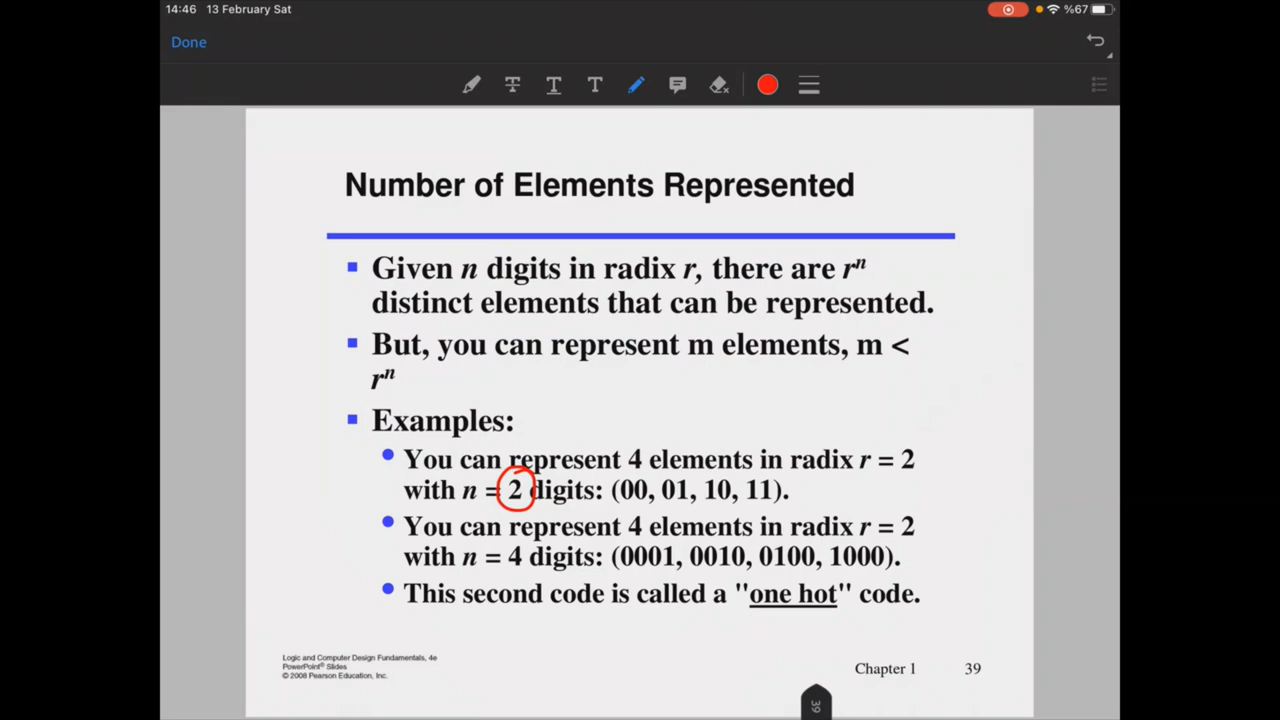 14:46 13 February Sat %67
Done
Number of Elements Represented
Given n digits in radix r, there are rⁿ
distinct elements that can be represented.
But, you can represent m elements, m <
rⁿ
Examples:
You can represent 4 elements in radix r = 2
with n = 2 digits: (00, 01, 10, 11).
You can represent 4 elements in radix r = 2
with n = 4 digits: (0001, 0010, 0100, 1000).
This second code is called a "one hot" code.
Logic and Computer Design Fundamentals, 4e
PowerPoint® Slides
© 2008 Pearson Education, Inc.
Chapter 1 39
39